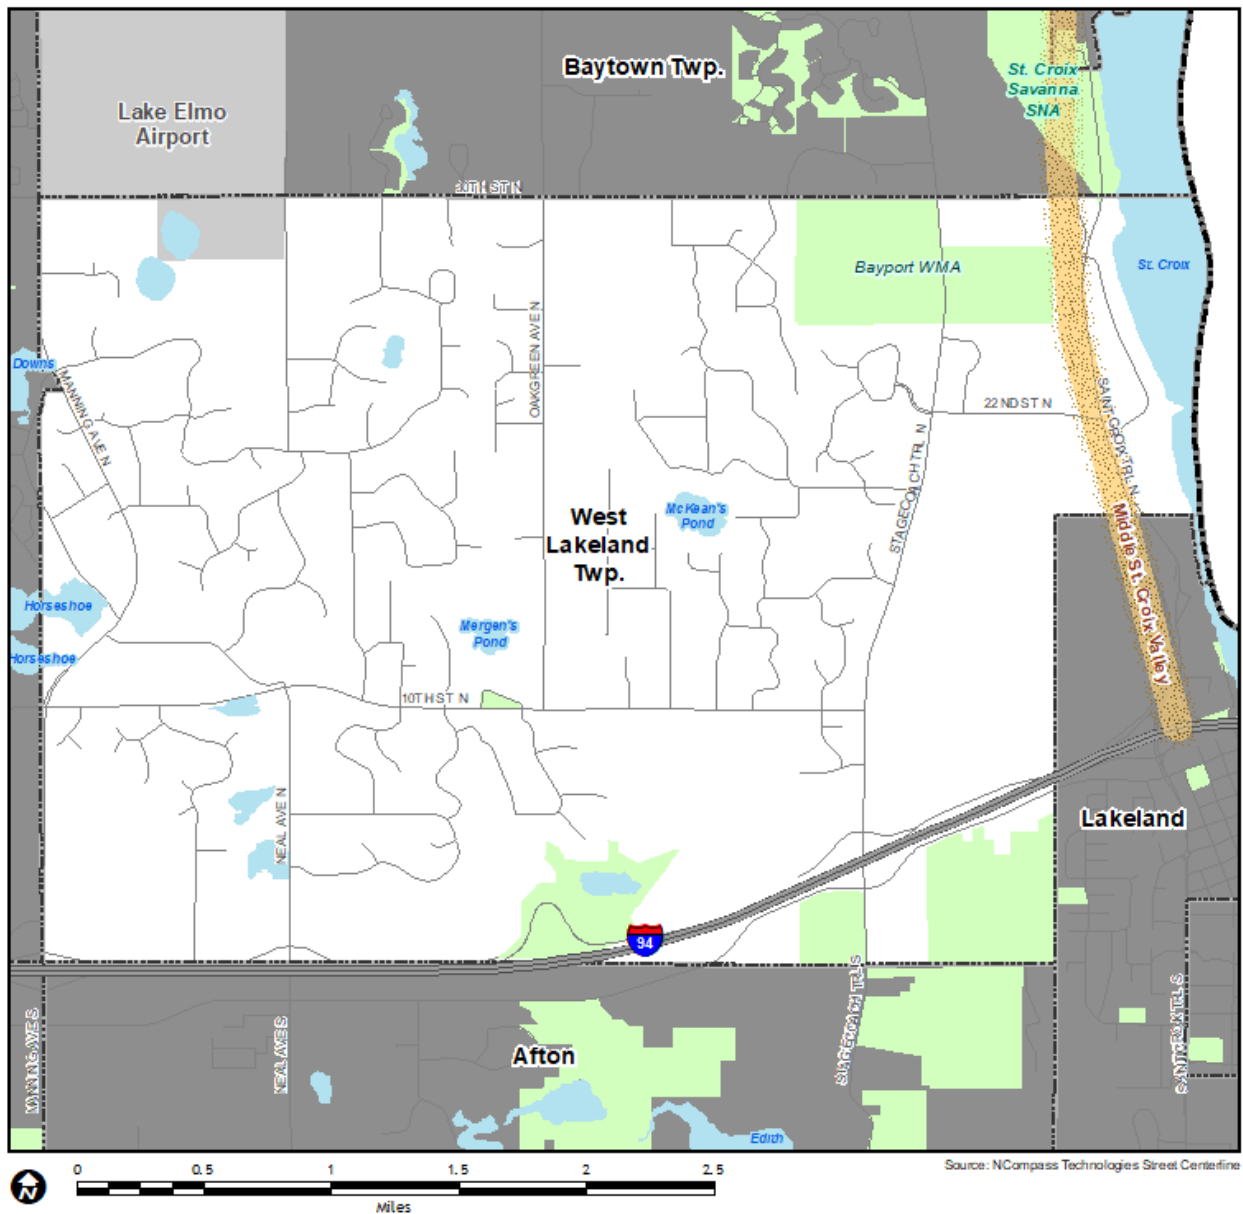 Baytown Twp.
St. Croix
Savanna
SNA
Lake Elmo
Airport
30TH ST N
Bayport WMA
St. Croix
Downs
OAKGREEN AVE N
MANNING AVE N
22ND ST N
SAINT CROIX TRL N
STAGECOACH TRL N
McKean's
Pond
West
Lakeland
Twp.
Middle St. Croix Valley
Horseshoe
Mergen's
Pond
Horseshoe
10TH ST N
NEAL AVE N
Lakeland
94
STAGECOACH TRL S
MANNING AVE S
NEAL AVE S
SAINT CROIX TRL S
Afton
Edith
Source: NCompass Technologies Street Centerline
N
0 0.5 1 1.5 2 2.5
Miles